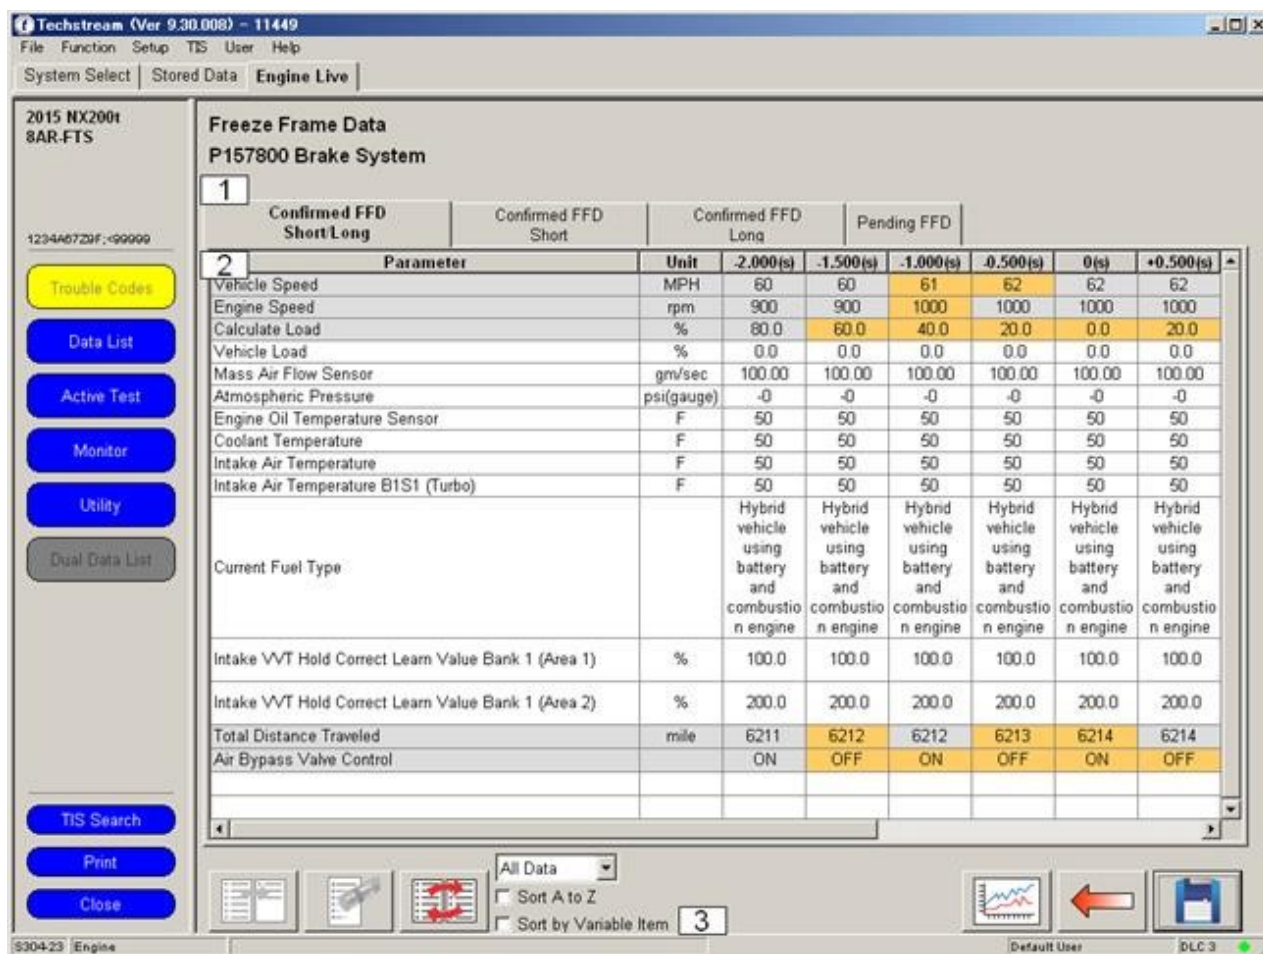 Techstream (Ver 9.30.008) - 11449
File Function Setup TIS User Help
System Select Stored Data Engine Live
2015 NX200t
8AR-FTS
1234A67Z9F;<99999
Trouble Codes
Data List
Active Test
Monitor
Utility
Dual Data List
TIS Search
Print
Close
Freeze Frame Data
P157800 Brake System
1
Confirmed FFD
Short/Long
Confirmed FFD
Short
Confirmed FFD
Long
Pending FFD
2
Parameter Unit -2.000(s) -1.500(s) -1.000(s) -0.500(s) 0(s) +0.500(s)
Vehicle Speed MPH 60 60 61 62 62 62
Engine Speed rpm 900 900 1000 1000 1000 1000
Calculate Load % 80.0 60.0 40.0 20.0 0.0 20.0
Vehicle Load % 0.0 0.0 0.0 0.0 0.0 0.0
Mass Air Flow Sensor gm/sec 100.00 100.00 100.00 100.00 100.00 100.00
Atmospheric Pressure psi(gauge) -0 -0 -0 -0 -0 -0
Engine Oil Temperature Sensor F 50 50 50 50 50 50
Coolant Temperature F 50 50 50 50 50 50
Intake Air Temperature F 50 50 50 50 50 50
Intake Air Temperature B1S1 (Turbo) F 50 50 50 50 50 50
Hybrid Hybrid Hybrid Hybrid Hybrid Hybrid
vehicle vehicle vehicle vehicle vehicle vehicle
using using using using using using
Current Fuel Type battery battery battery battery battery battery
and and and and and and
combustio combustio combustio combustio combustio combustio
n engine n engine n engine n engine n engine n engine
Intake VVT Hold Correct Learn Value Bank 1 (Area 1) % 100.0 100.0 100.0 100.0 100.0 100.0
Intake VVT Hold Correct Learn Value Bank 1 (Area 2) % 200.0 200.0 200.0 200.0 200.0 200.0
Total Distance Traveled mile 6211 6212 6212 6213 6214 6214
Air Bypass Valve Control ON OFF ON OFF ON OFF
All Data
Sort A to Z
Sort by Variable Item 3
S304-23 Engine Default User DLC 3